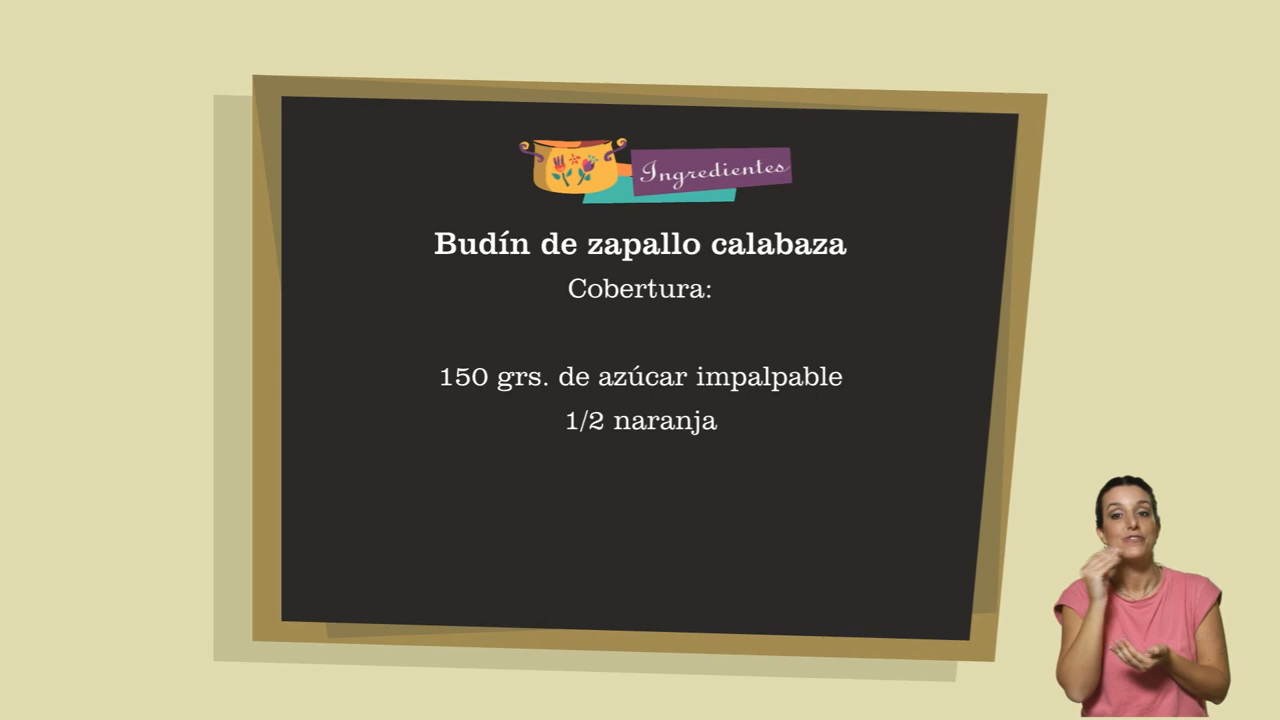 Ingredientes
Budín de zapallo calabaza
Cobertura:
150 grs. de azúcar impalpable
1/2 naranja